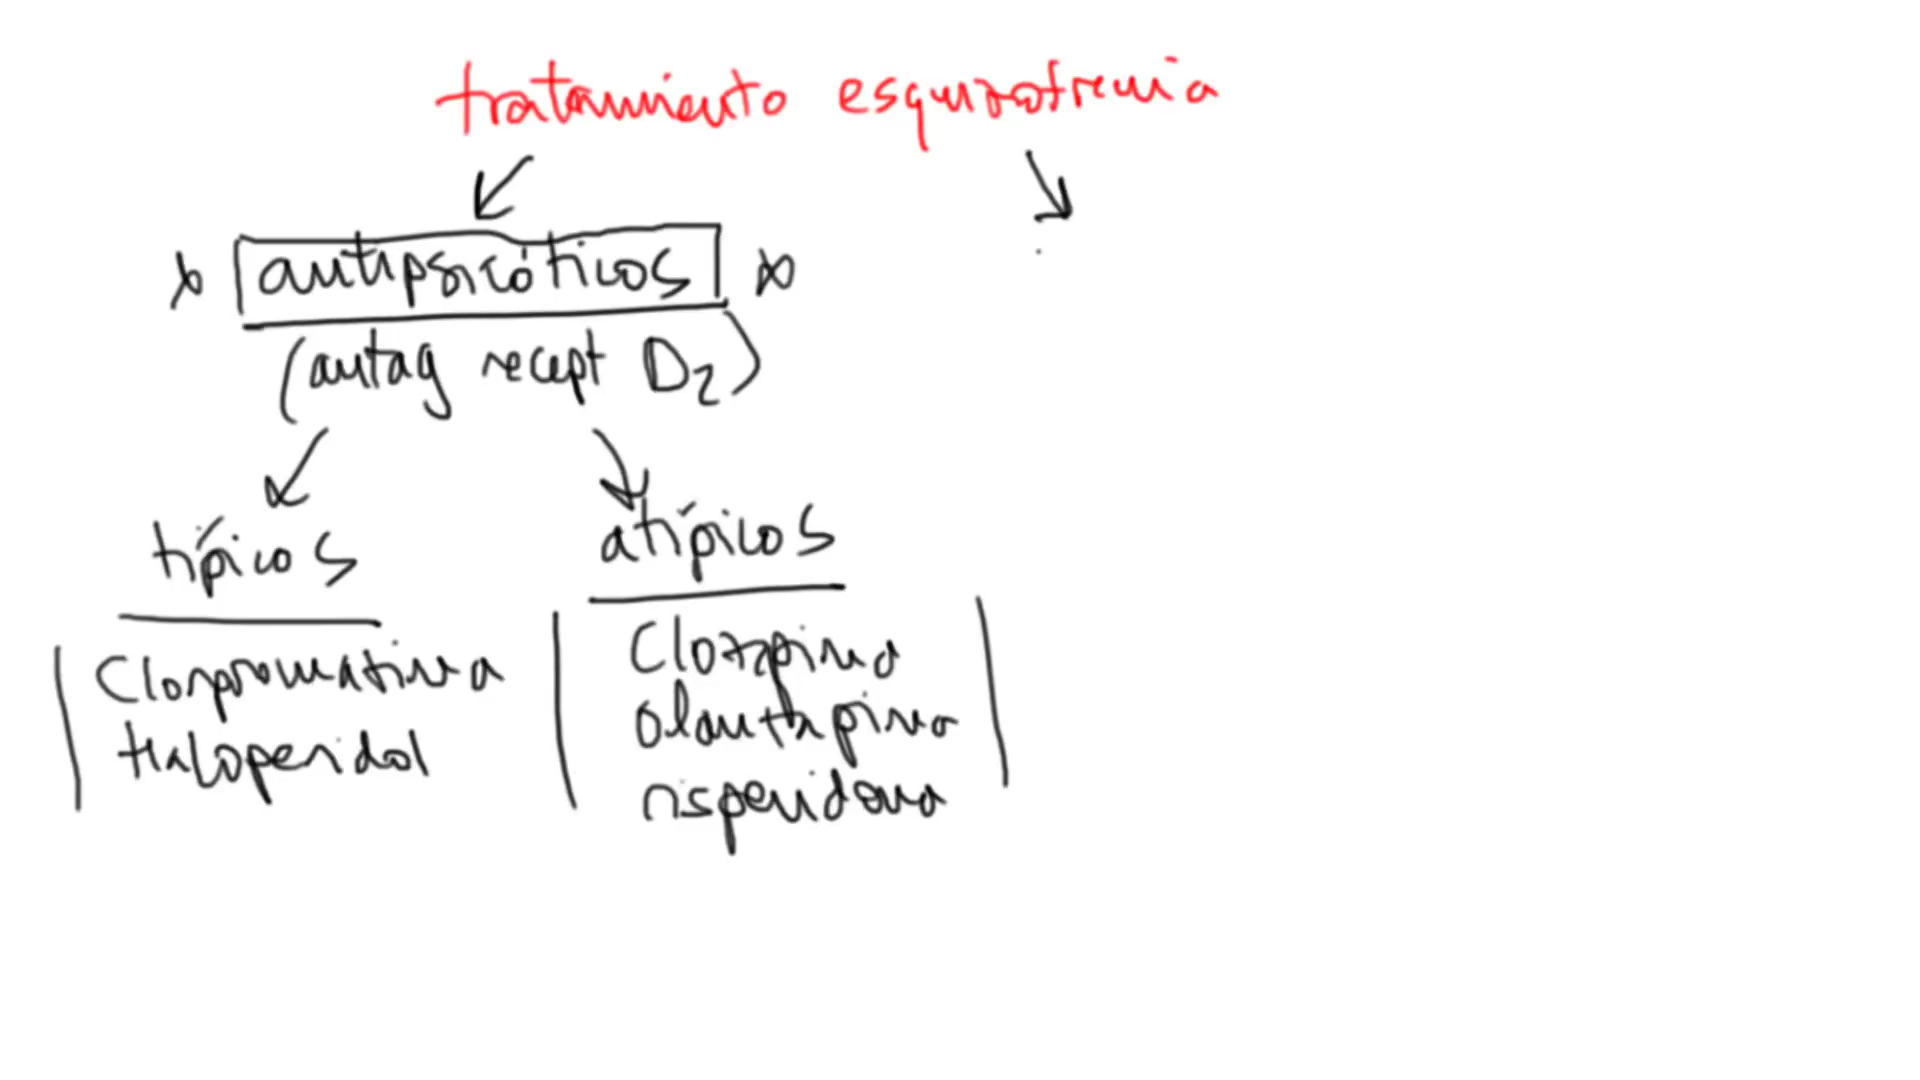 tratamiento esquizofrenia
antipsicóticos
(antag recept D2)
típicos
atípicos
Clorpromazina
Haloperidol
Clozapina
olanzapina
risperidona